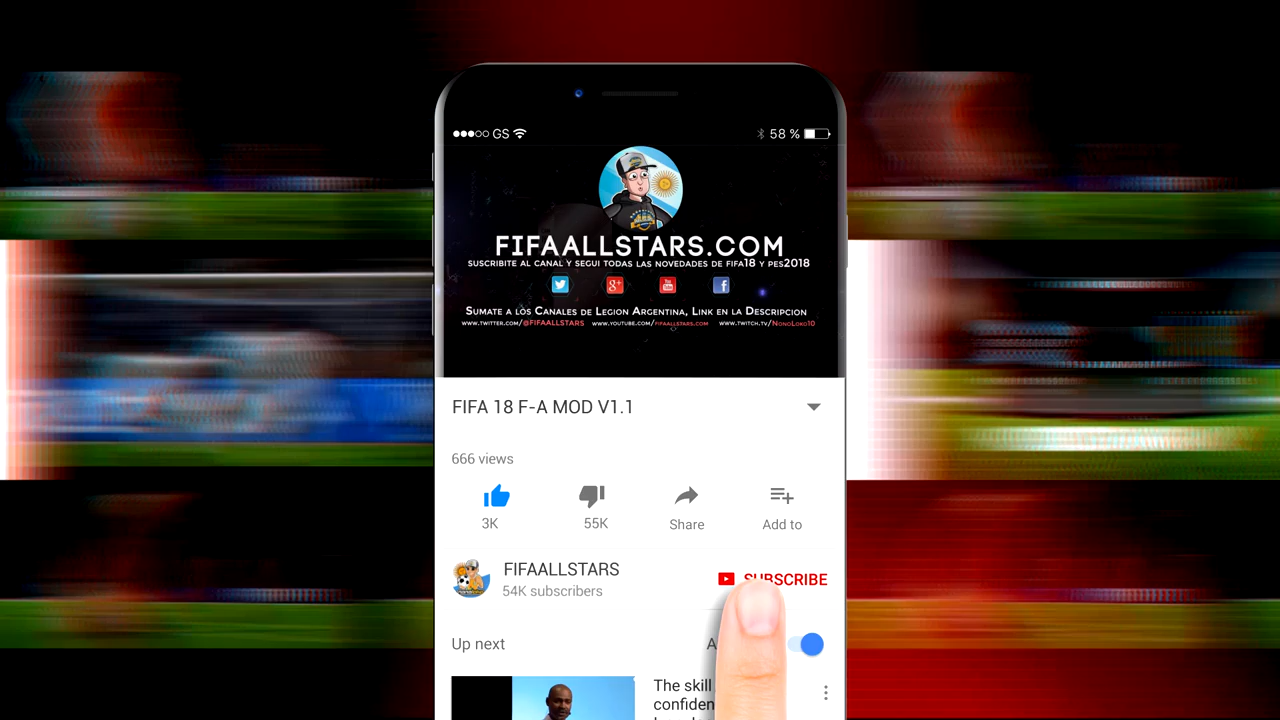 GS 58 %
FIFAALLSTARS.COM
SUSCRIBITE AL CANAL Y SEGUI TODAS LAS NOVEDADES DE FIFA18 Y PES2018
Sumate a los Canales de Legion Argentina, Link en la Descripcion
www.twitter.com/@FIFAALLSTARS www.youtube.com/fifaallstars.com www.twitch.tv/NonoLoko10
FIFA 18 F-A MOD V1.1
666 views
3K 55K Share Add to
FIFAALLSTARS
SUBSCRIBE
54K subscribers
Up next
The skill